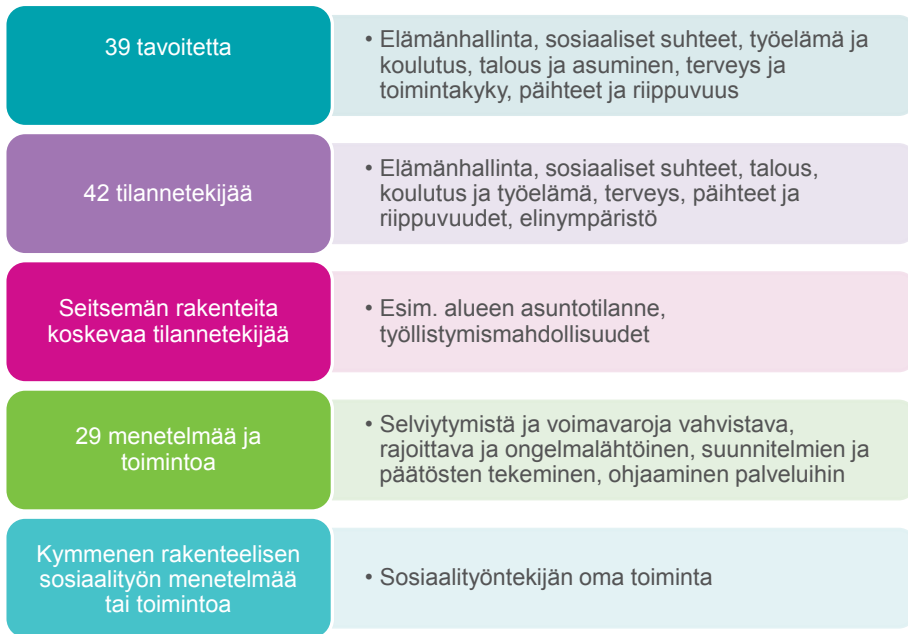 39 tavoitetta
• Elämänhallinta, sosiaaliset suhteet, työelämä ja
koulutus, talous ja asuminen, terveys ja
toimintakyky, päihteet ja riippuvuus
42 tilannetekijää
• Elämänhallinta, sosiaaliset suhteet, talous,
koulutus ja työelämä, terveys, päihteet ja
riippuvuudet, elinympäristö
Seitsemän rakenteita
koskevaa tilannetekijää
• Esim. alueen asuntotilanne,
työllistymismahdollisuudet
29 menetelmää ja
toimintoa
• Selviytymistä ja voimavaroja vahvistava,
rajoittava ja ongelmalähtöinen, suunnitelmien ja
päätösten tekeminen, ohjaaminen palveluihin
Kymmenen rakenteelisen
sosiaalityön menetelmää
tai toimintoa
• Sosiaalityöntekijän oma toiminta